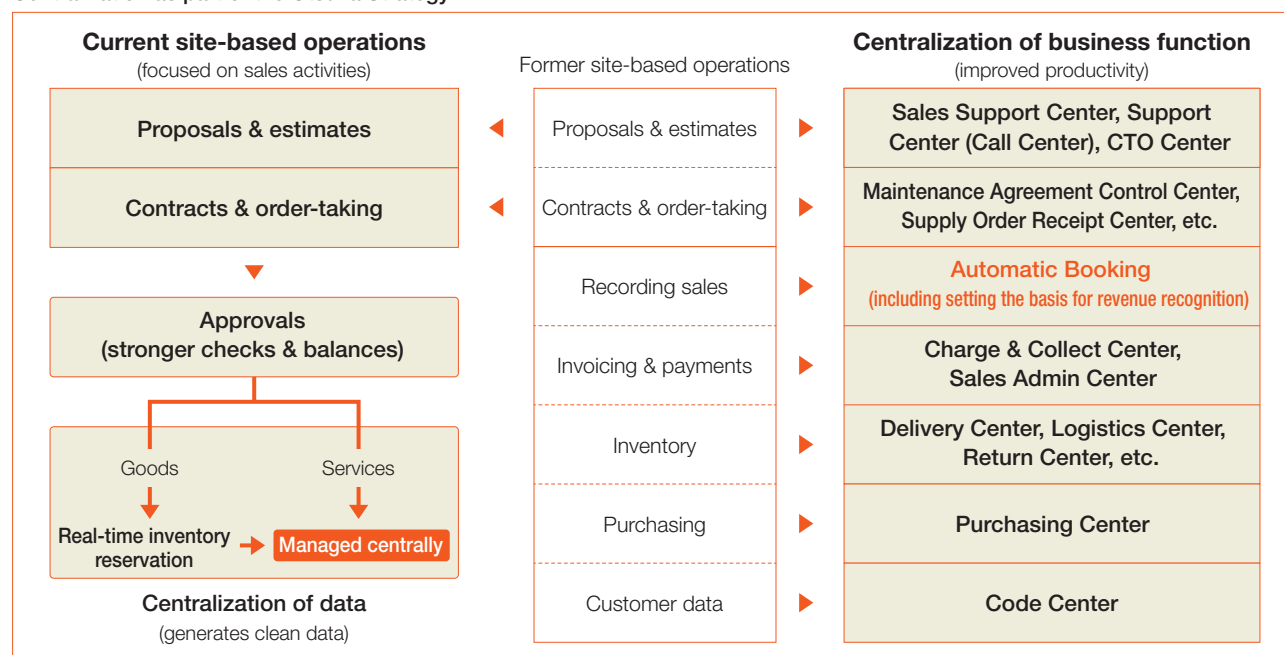 Current site-based operations
(focused on sales activities)
Proposals & estimates
Contracts & order-taking
Approvals
(stronger checks & balances)
Goods
Services
Real-time inventory
reservation
Managed centrally
Centralization of data
(generates clean data)
Former site-based operations
Proposals & estimates
Contracts & order-taking
Recording sales
Invoicing & payments
Inventory
Purchasing
Customer data
Centralization of business function
(improved productivity)
Sales Support Center, Support
Center (Call Center), CTO Center
Maintenance Agreement Control Center,
Supply Order Receipt Center, etc.
Automatic Booking
(including setting the basis for revenue recognition)
Charge & Collect Center,
Sales Admin Center
Delivery Center, Logistics Center,
Return Center, etc.
Purchasing Center
Code Center